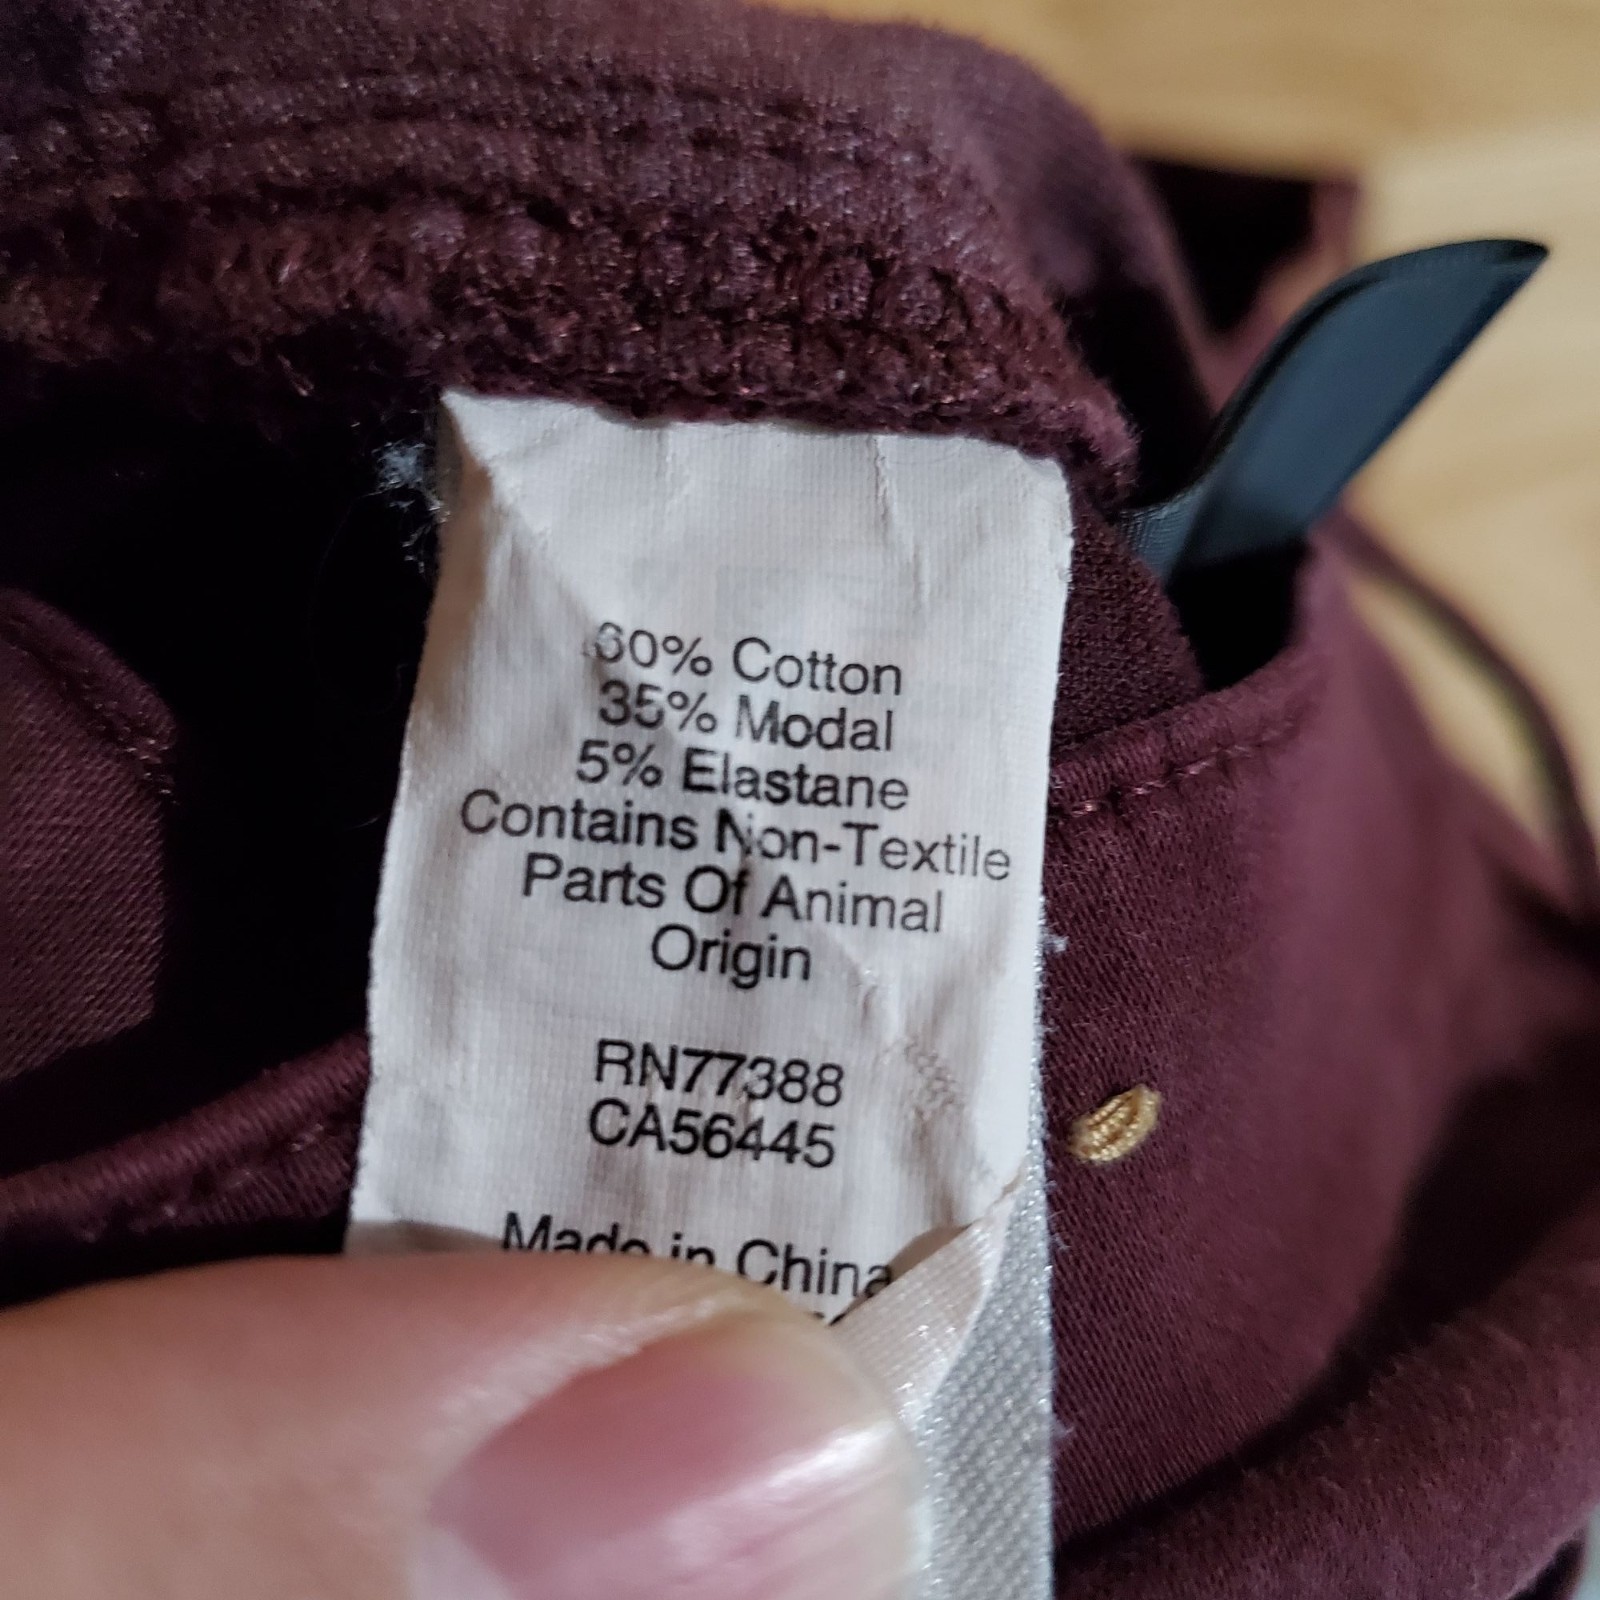 60% Cotton
35% Modal
5% Elastane
Contains Non-Textile
Parts Of Animal
Origin
RN77388
CA56445
Made in China